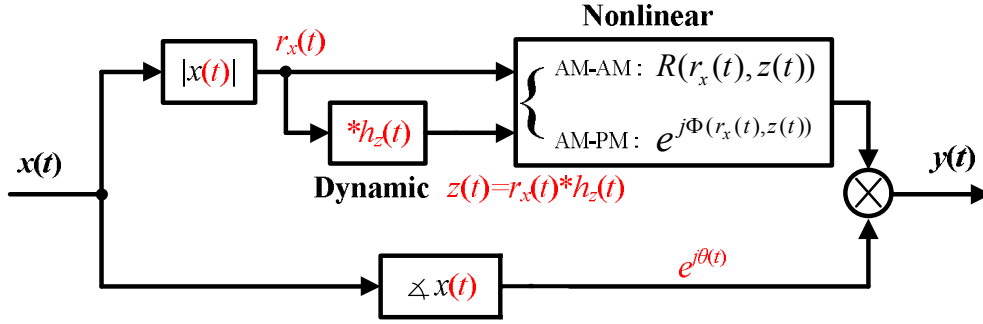 Nonlinear
r_x(t)
|x(t)|
AM-AM: R(r_x(t), z(t))
*h_z(t)
AM-PM: e^{jΦ(r_x(t), z(t))}
x(t)
y(t)
Dynamic z(t)=r_x(t)*h_z(t)
e^{jθ(t)}
∡ x(t)